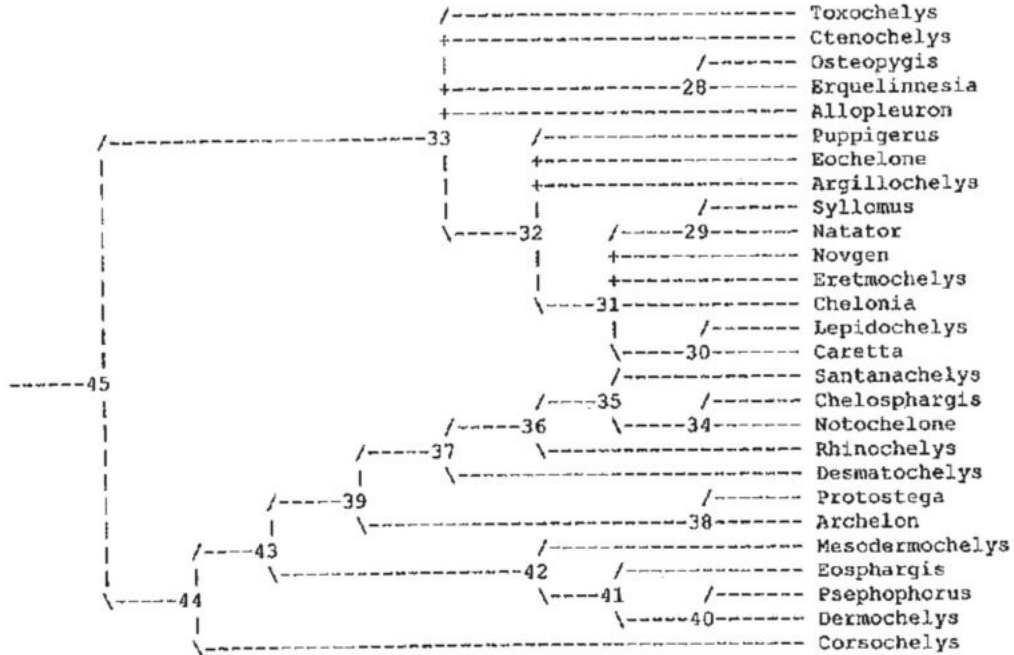 Toxochelys
Ctenochelys
Osteopygis
28 Erquelinnesia
Allopleuron
33 Puppigerus
Eochelone
Argillochelys
Syllomus
32 29 Natator
Novgen
Eretmochelys
31 Chelonia
Lepidochelys
30 Caretta
45 Santanachelys
35 Chelosphargis
36 34 Notochelone
37 Rhinochelys
Desmatochelys
39 Protostega
38 Archelon
43 Mesodermochelys
42 Eosphargis
44 41 Psephophorus
40 Dermochelys
Corsochelys